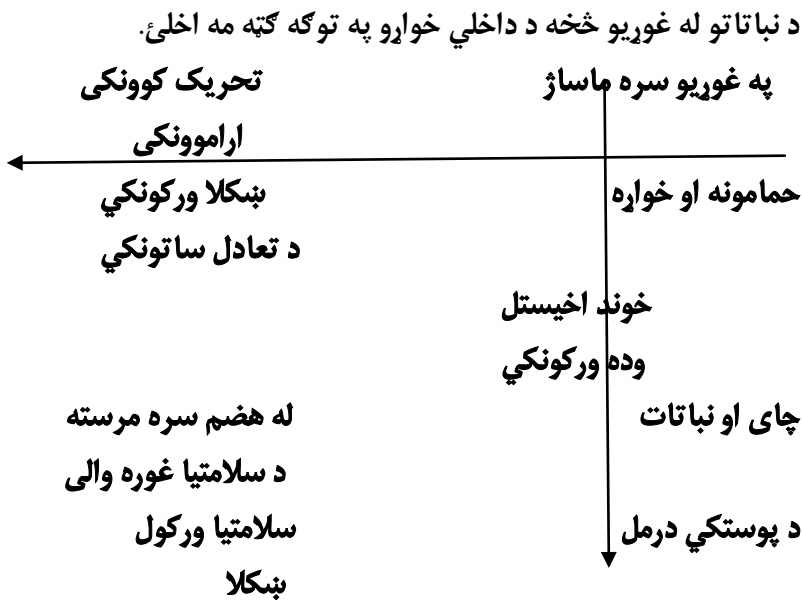 د نباتاتو له غوړيو څخه د داخلي خواړو په توګه ګټه مه اخلئ.
په غوړيو سره ماساژ تحريک کوونکی
اراموونکی
حمامونه او خواړه ښکلا ورکونکي
د تعادل ساتونکي
خوند اخيستل
وده ورکونکي
چای او نباتات له هضم سره مرسته
د سلامتيا غوره والی
د پوستکي درمل سلامتيا ورکول
ښکلا